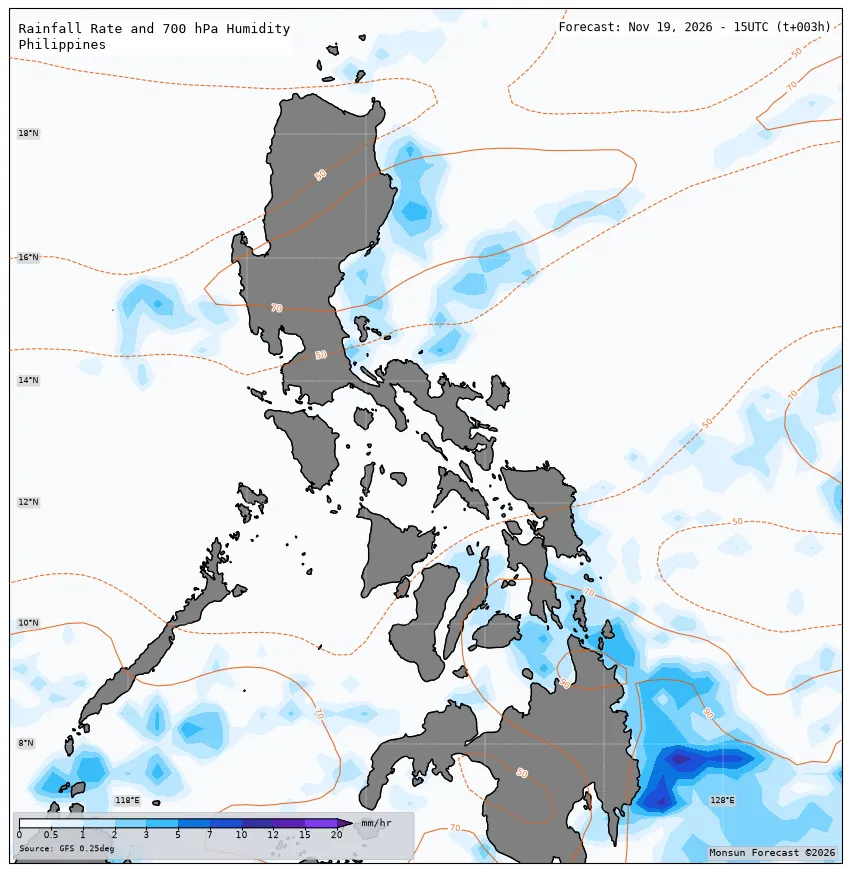 Rainfall Rate and 700 hPa Humidity
Philippines
Forecast: Nov 19, 2026 - 15UTC (t+003h)
50
70
18°N
50
16°N
70
50
14°N
70
50
12°N
50
70
10°N
90
70
90
8°N
50
118°E
128°E
70
0 0.5 1 2 3 5 7 10 12 15 20 mm/hr
Source: GFS 0.25deg
Monsun Forecast ©2026